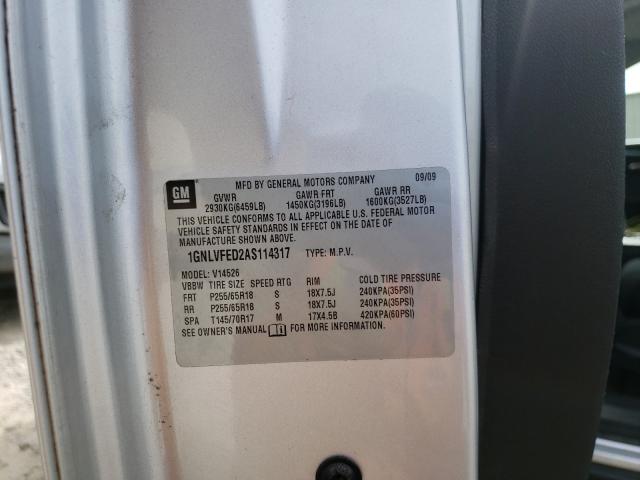 GM MFD BY GENERAL MOTORS COMPANY 09/09
GVWR GAWR FRT GAWR RR
2930KG(6459LB) 1450KG(3196LB) 1600KG(3527LB)
THIS VEHICLE CONFORMS TO ALL APPLICABLE U.S. FEDERAL MOTOR
VEHICLE SAFETY STANDARDS IN EFFECT ON THE DATE OF
MANUFACTURE SHOWN ABOVE.
1GNLVFED2AS114317 TYPE: M.P.V.
MODEL: V14526
VBBW TIRE SIZE SPEED RTG RIM COLD TIRE PRESSURE
FRT P255/65R18 S 18X7.5J 240KPA(35PSI)
RR P255/65R18 S 18X7.5J 240KPA(35PSI)
SPA T145/70R17 M 17X4.5B 420KPA(60PSI)
SEE OWNER'S MANUAL FOR MORE INFORMATION.